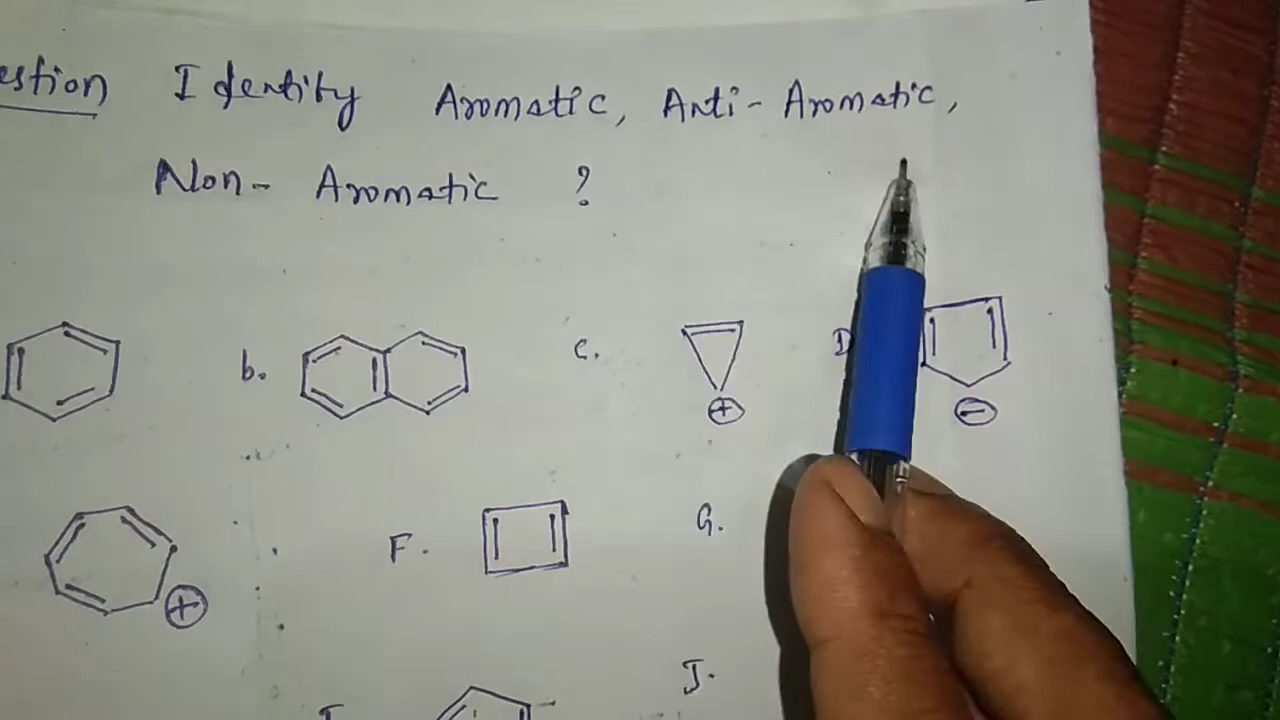 estion Identify Aromatic, Anti-Aromatic,
Non-Aromatic ?
b. C. ⊕ D ⊖
⊕ F. G.
I J.